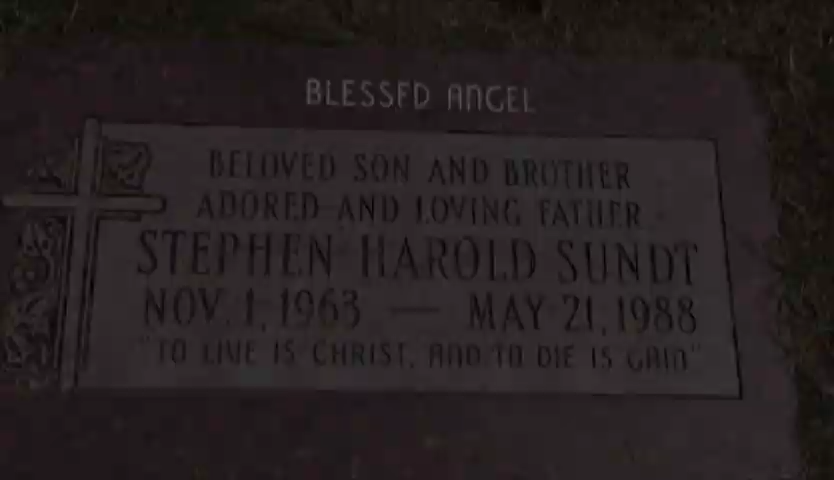 BLESSED ANGEL
BELOVED SON AND BROTHER
ADORED AND LOVING FATHER
STEPHEN HAROLD SUNDT
NOV. 1, 1963 — MAY 21, 1988
"TO LIVE IS CHRIST, AND TO DIE IS GAIN"